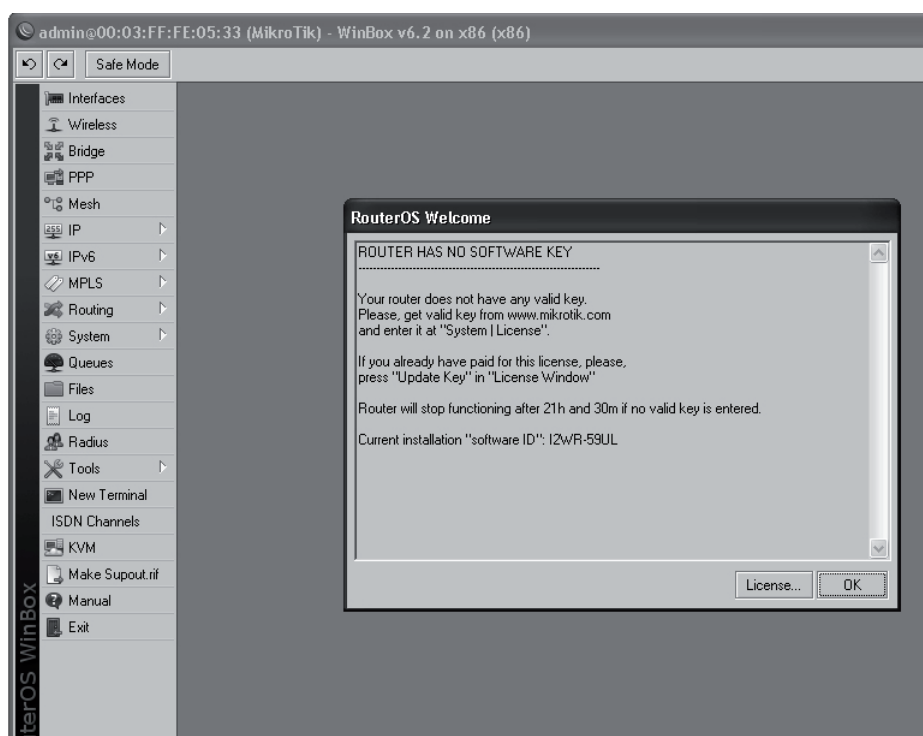 admin@00:03:FF:FE:05:33 (MikroTik) - WinBox v6.2 on x86 (x86)
Safe Mode
Interfaces
Wireless
Bridge
PPP
Mesh
IP
IPv6
MPLS
Routing
System
Queues
Files
Log
Radius
Tools
New Terminal
ISDN Channels
KVM
Make Supout.rif
Manual
Exit
terOS WinBox
RouterOS Welcome
ROUTER HAS NO SOFTWARE KEY
----------------------------------------------------------------------
Your router does not have any valid key.
Please, get valid key from www.mikrotik.com
and enter it at "System | License".
If you already have paid for this license, please,
press "Update Key" in "License Window"
Router will stop functioning after 21h and 30m if no valid key is entered.
Current installation "software ID": I2WR-59UL
License...
OK